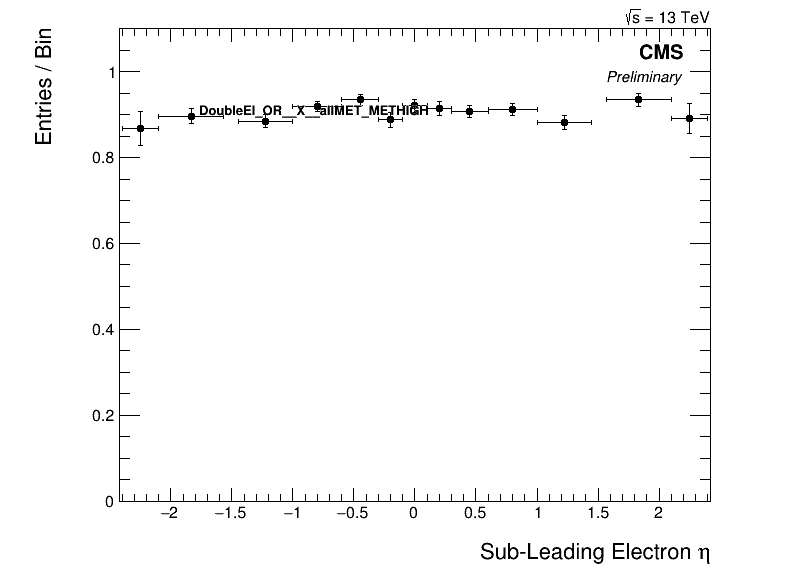 √s = 13 TeV
CMS
Preliminary
Entries / Bin
DoubleEl_OR__X__allMET_METHIGH
1
0.8
0.6
0.4
0.2
0
−2 −1.5 −1 −0.5 0 0.5 1 1.5 2
Sub-Leading Electron η